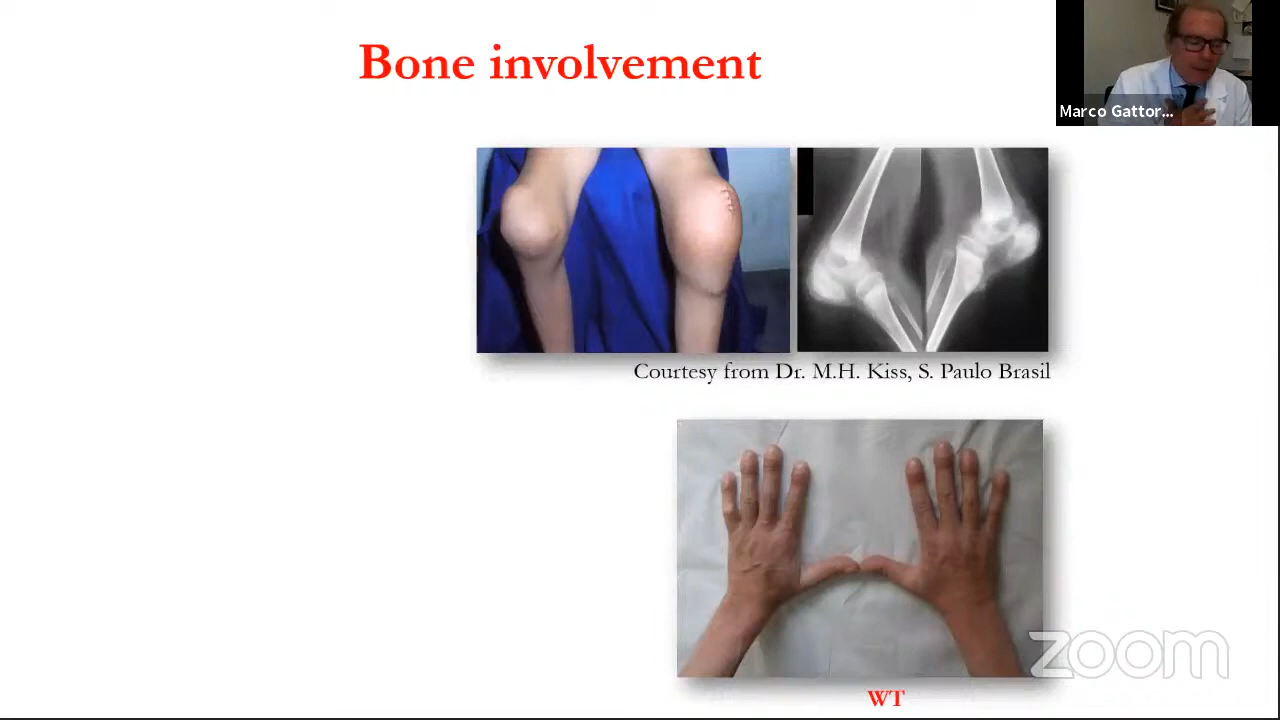 Bone involvement
Marco Gattor...
Courtesy from Dr. M.H. Kiss, S. Paulo Brasil
zoom
WT